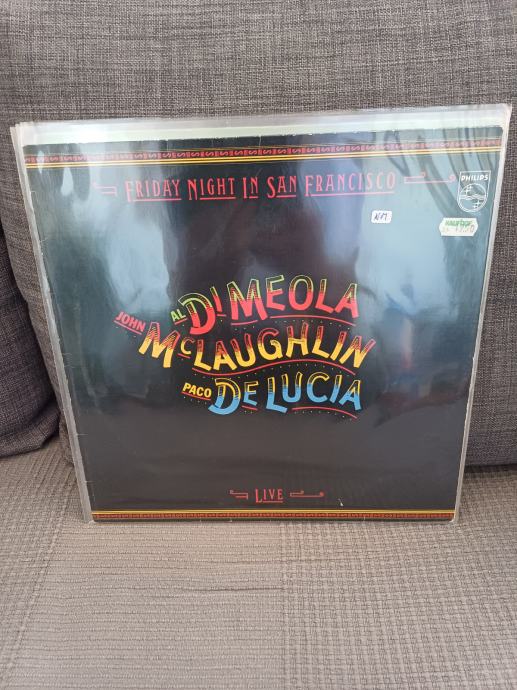 FRIDAY NIGHT IN SAN FRANCISCO
PHILIPS
AL DI MEOLA
JOHN
MCLAUGHLIN
PACO
DE LUCIA
LIVE